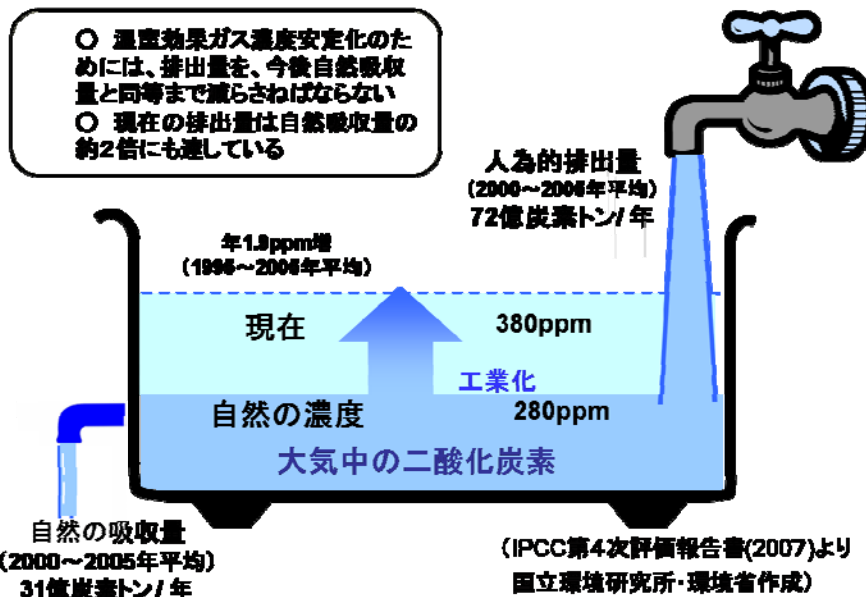 ○ 温室効果ガス濃度安定化のた
めには、排出量を、今後自然吸収
量と同等まで減らさねばならない
○ 現在の排出量は自然吸収量の
約2倍にも達している
人為的排出量
(2000～2005年平均)
72億炭素トン/年
年1.9ppm増
(1995～2005年平均)
現在
380ppm
工業化
自然の濃度
280ppm
大気中の二酸化炭素
自然の吸収量
(2000～2005年平均)
31億炭素トン/年
(IPCC第4次評価報告書(2007)より
国立環境研究所・環境省作成)